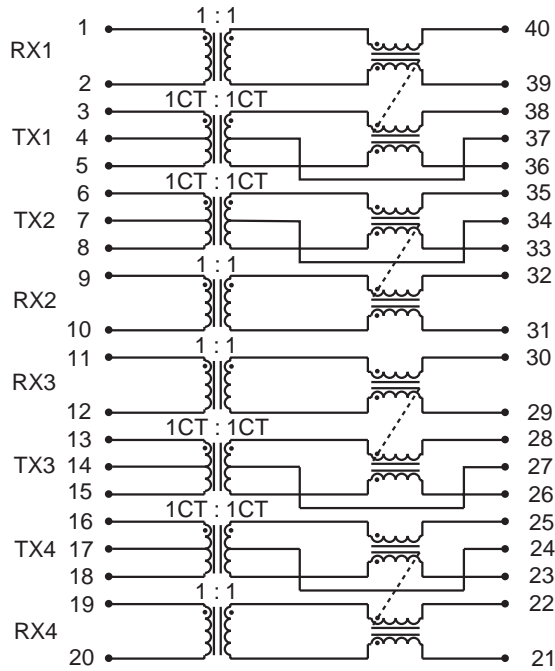 1 : 1
1 40
RX1
2 39
1CT : 1CT
3 38
TX1 4 37
5 36
1CT : 1CT
6 35
TX2 7 34
8 33
1 : 1
9 32
RX2
10 31
1 : 1
11 30
RX3
12 29
1CT : 1CT
13 28
TX3 14 27
15 26
1CT : 1CT
16 25
TX4 17 24
18 23
1 : 1
19 22
RX4
20 21